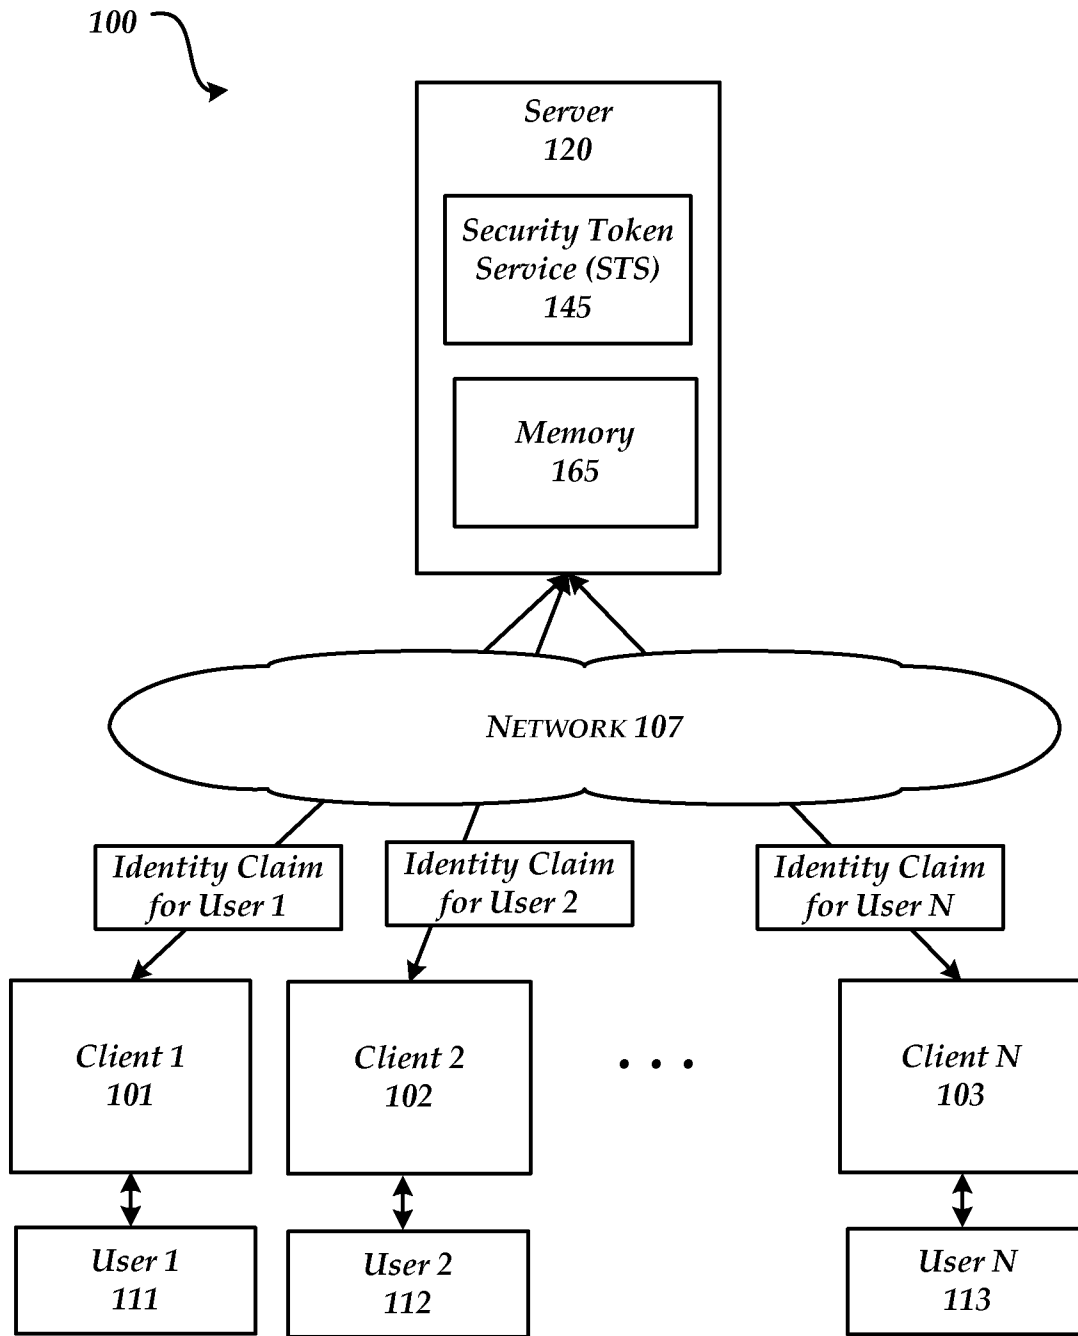 100
Server
120
Security Token
Service (STS)
145
Memory
165
NETWORK 107
Identity Claim
for User 1
Identity Claim
for User 2
Identity Claim
for User N
Client 1
101
Client 2
102
. . .
Client N
103
User 1
111
User 2
112
User N
113